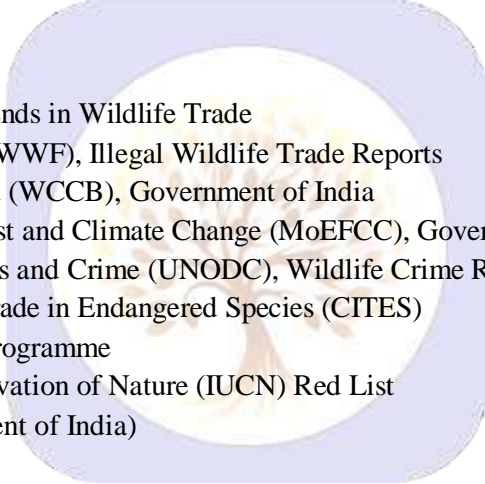 nds in Wildlife Trade
WWF), Illegal Wildlife Trade Reports
(WCCB), Government of India
st and Climate Change (MoEFCC), Gover
s and Crime (UNODC), Wildlife Crime R
rade in Endangered Species (CITES)
rogramme
vation of Nature (IUCN) Red List
ent of India)